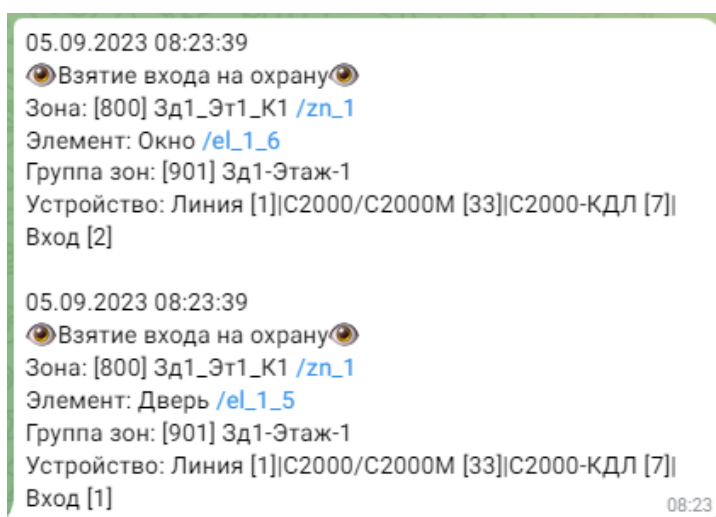 05.09.2023 08:23:39
👁Взятие входа на охрану👁
Зона: [800] Зд1_Эт1_К1 /zn_1
Элемент: Окно /el_1_6
Группа зон: [901] Зд1-Этаж-1
Устройство: Линия [1]|С2000/С2000М [33]|С2000-КДЛ [7]|
Вход [2]

05.09.2023 08:23:39
👁Взятие входа на охрану👁
Зона: [800] Зд1_Эт1_К1 /zn_1
Элемент: Дверь /el_1_5
Группа зон: [901] Зд1-Этаж-1
Устройство: Линия [1]|С2000/С2000М [33]|С2000-КДЛ [7]|
Вход [1]
08:23